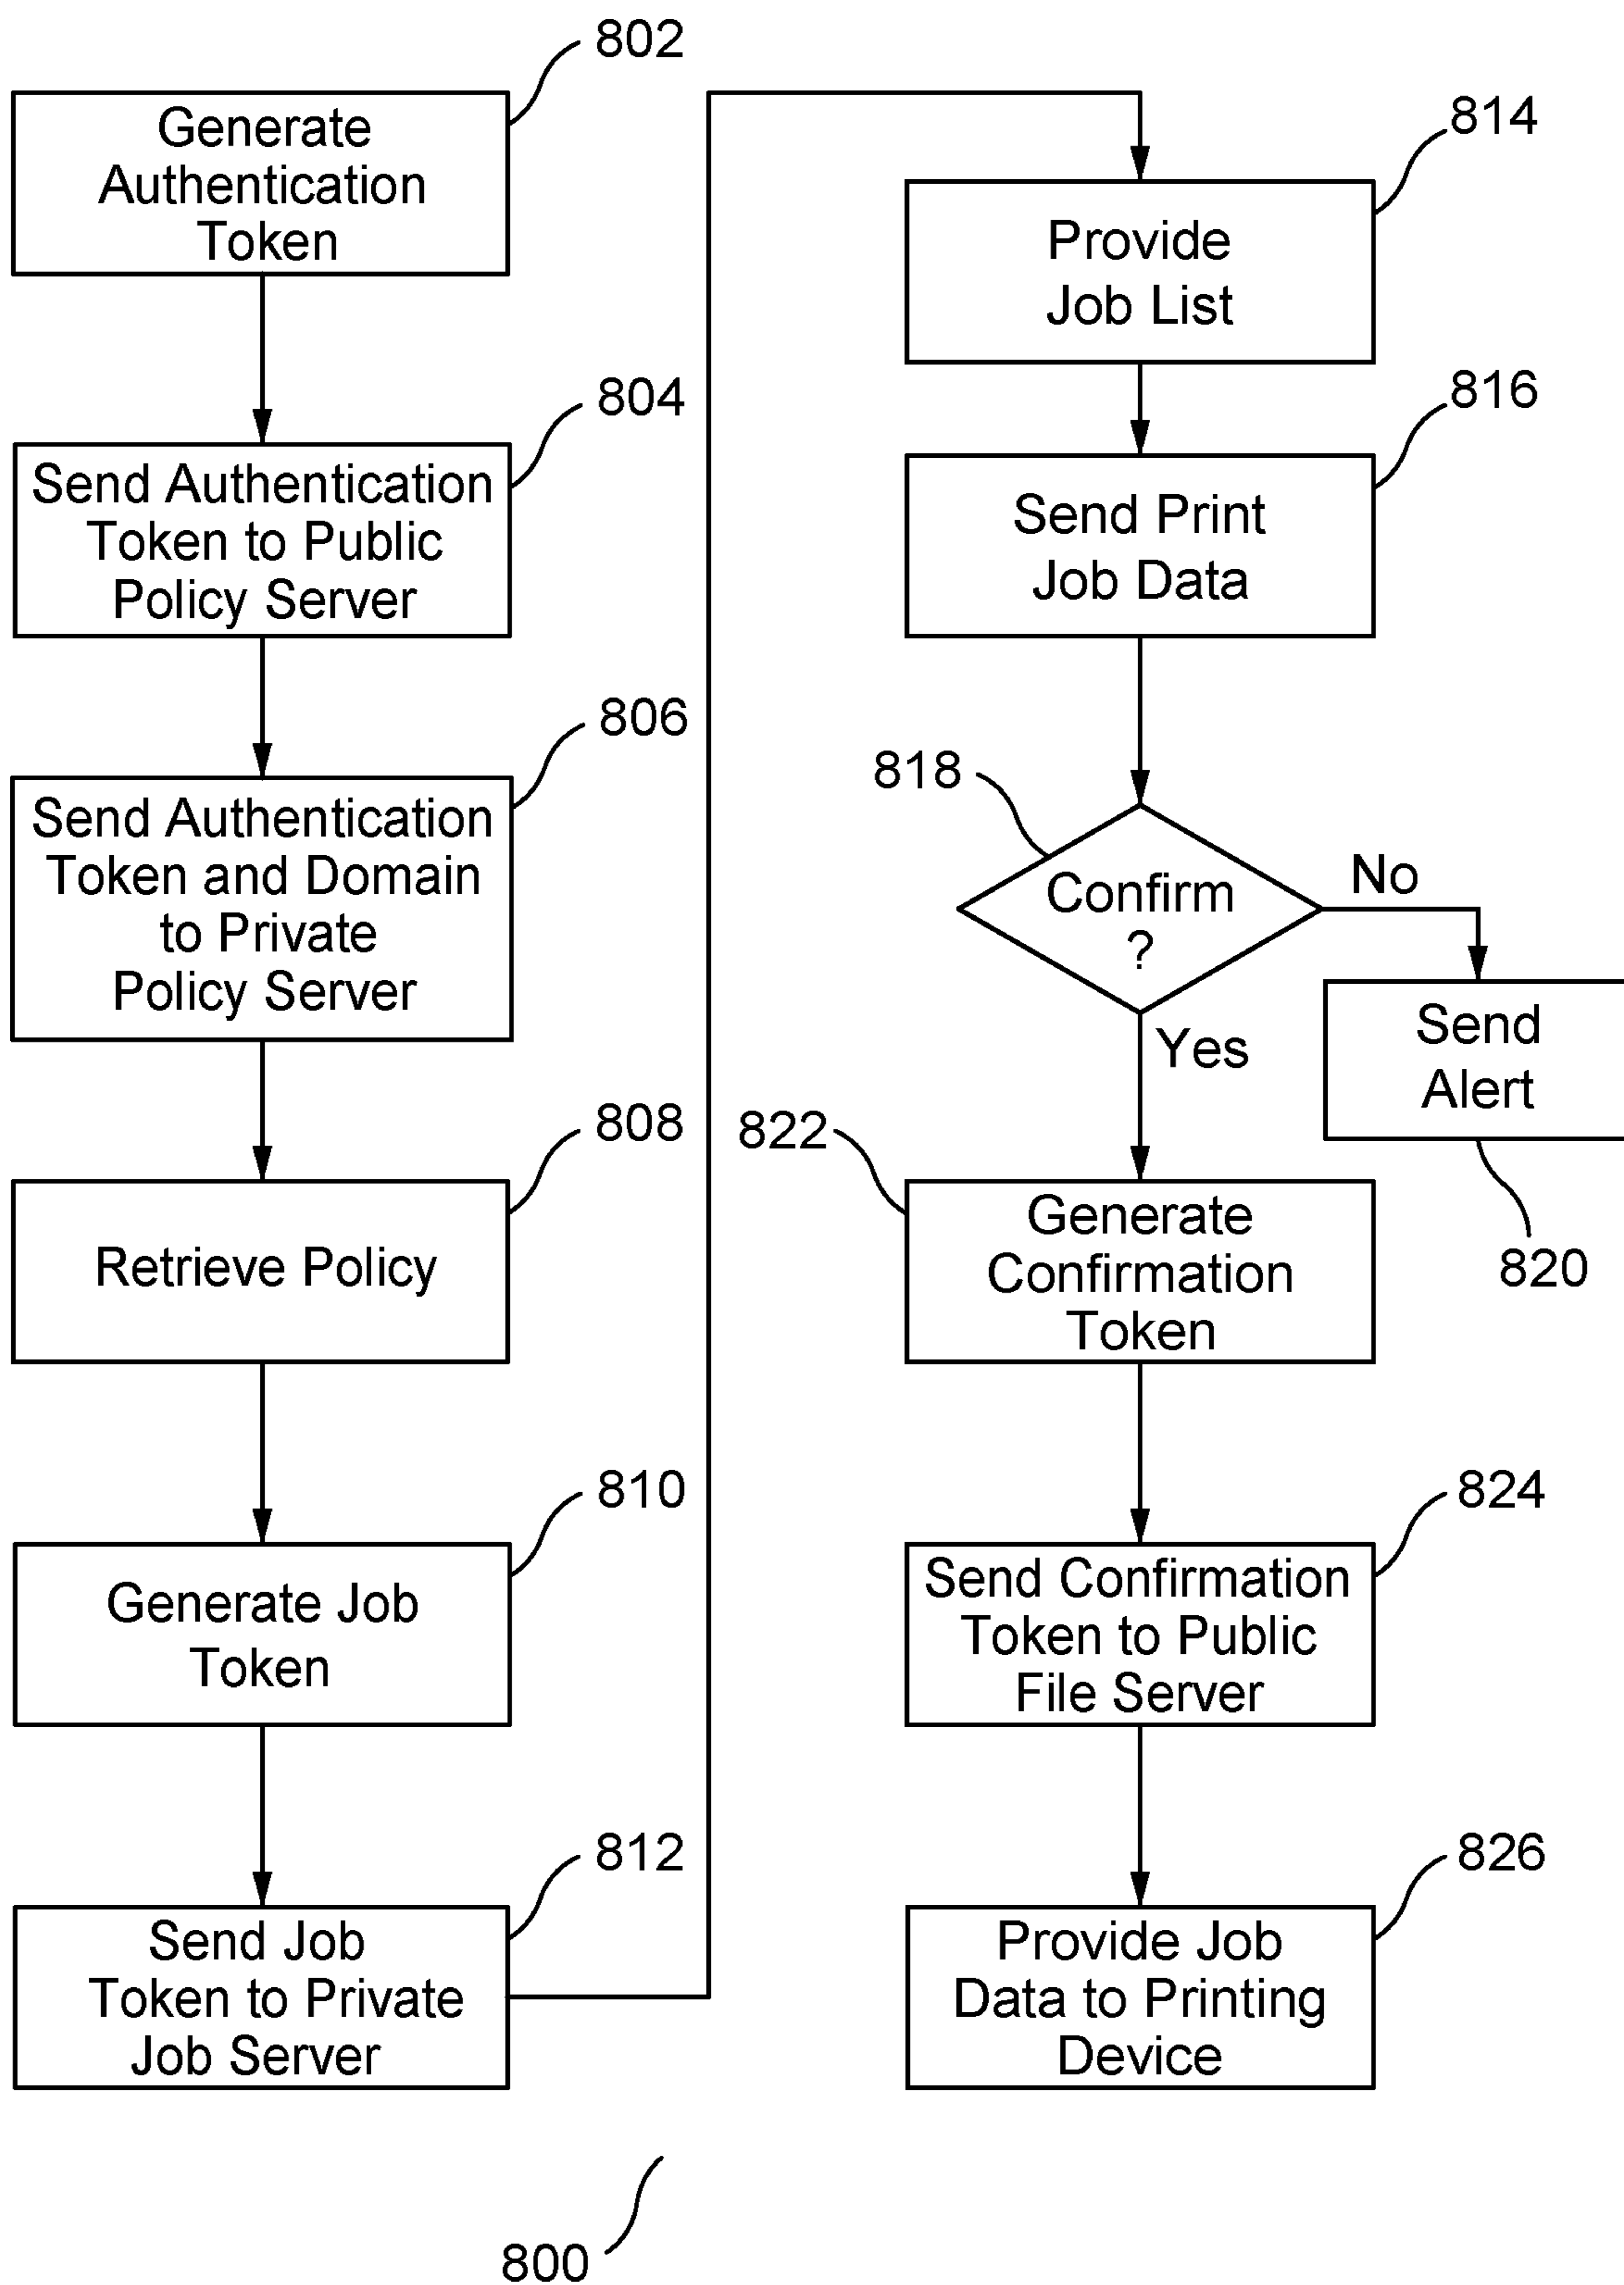 802
Generate
Authentication
Token
804
Send Authentication
Token to Public
Policy Server
806
Send Authentication
Token and Domain
to Private
Policy Server
808
Retrieve Policy
810
Generate Job
Token
812
Send Job
Token to Private
Job Server
814
Provide
Job List
816
Send Print
Job Data
818
Confirm
?
No
Yes
Send
Alert
820
822
Generate
Confirmation
Token
824
Send Confirmation
Token to Public
File Server
826
Provide Job
Data to Printing
Device
800